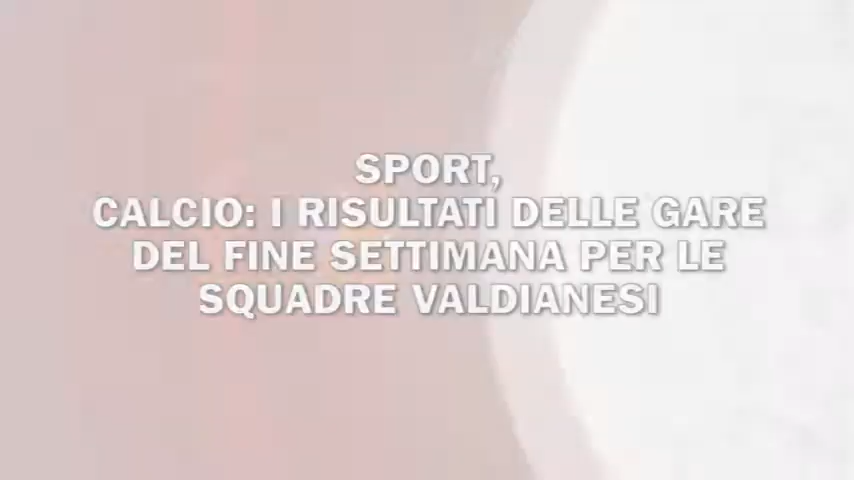 SPORT,
CALCIO: I RISULTATI DELLE GARE
DEL FINE SETTIMANA PER LE
SQUADRE VALDIANESI